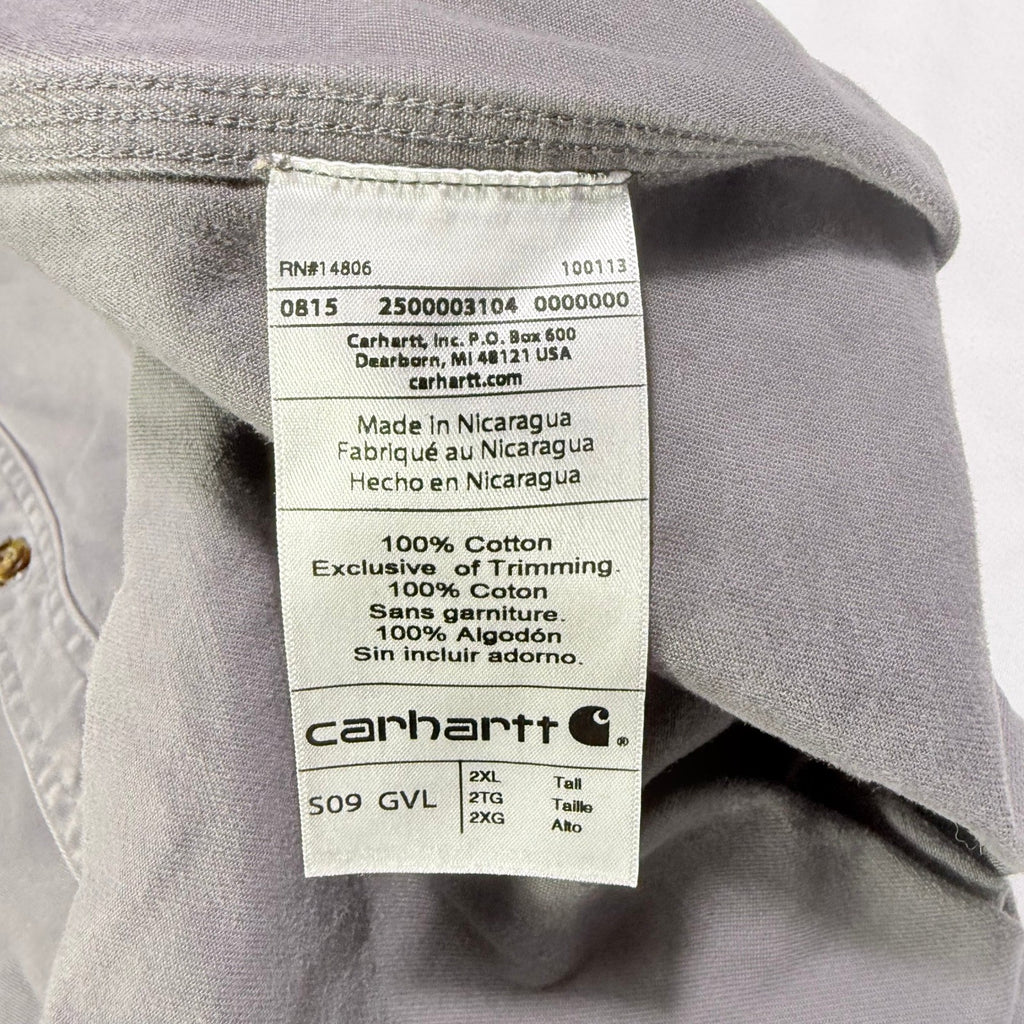 RN#14806 100113
0815 2500003104 0000000
Carhartt, Inc. P.O. Box 600
Dearborn, MI 48121 USA
carhartt.com
Made in Nicaragua
Fabriqué au Nicaragua
Hecho en Nicaragua
100% Cotton
Exclusive of Trimming.
100% Coton
Sans garniture.
100% Algodón
Sin incluir adorno.
carhartt ®
S09 GVL
2XL Tall
2TG Taille
2XG Alto